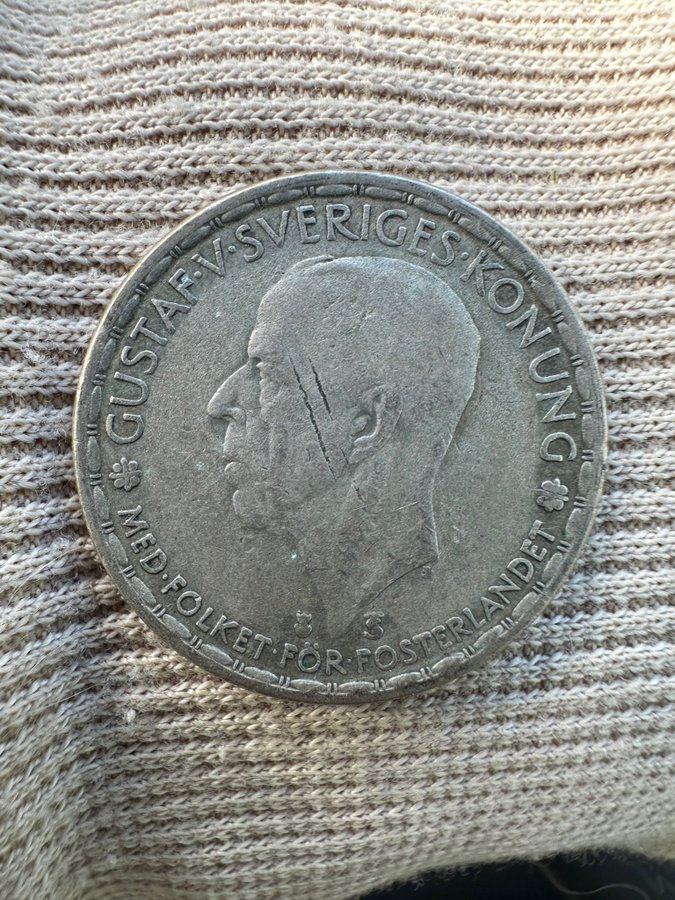 GUSTAF·V·SVERIGES·KONUNG
MED·FOLKET·FÖR·FOSTERLANDET